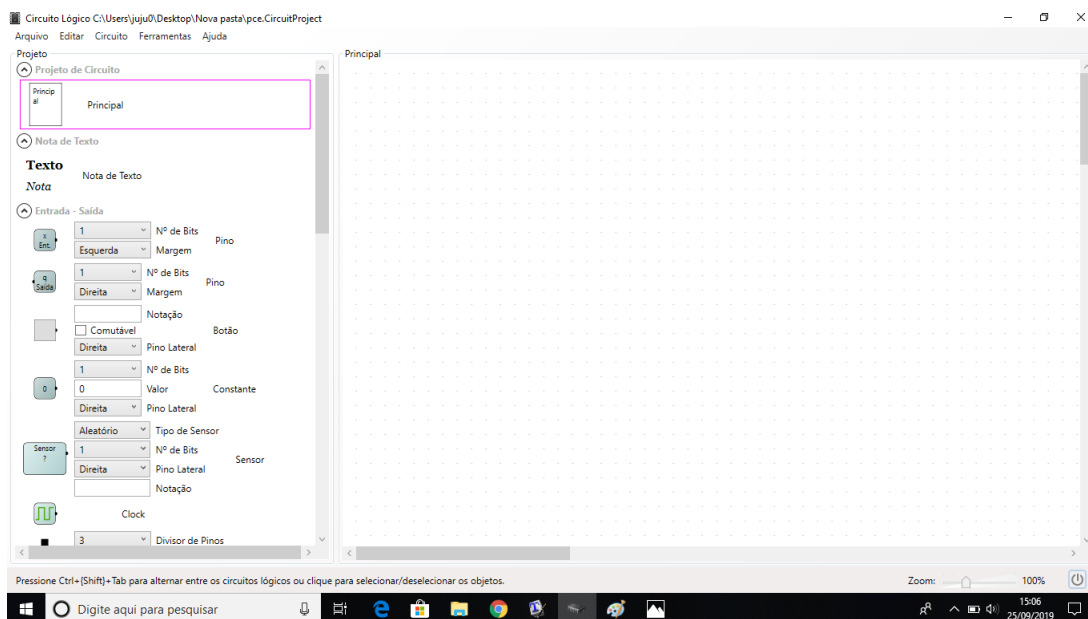 Circuito Lógico C:\Users\juju0\Desktop\Nova pasta\pce.CircuitProject
Arquivo Editar Circuito Ferramentas Ajuda
Projeto
Principal
Projeto de Circuito
Princip
al
Principal
Nota de Texto
Texto
Nota
Nota de Texto
Entrada - Saída
x
Ent.
1
Nº de Bits
Esquerda
Margem
Pino
q
Saída
1
Nº de Bits
Direita
Margem
Pino
Notação
Comutável
Botão
Direita
Pino Lateral
1
Nº de Bits
0
0
Valor
Constante
Direita
Pino Lateral
Aleatório
Tipo de Sensor
Sensor
?
1
Nº de Bits
Sensor
Direita
Pino Lateral
Notação
Clock
3
Divisor de Pinos
Pressione Ctrl+(Shift)+Tab para alternar entre os circuitos lógicos ou clique para selecionar/deselecionar os objetos.
Zoom:
100%
Digite aqui para pesquisar
15:06
25/09/2019